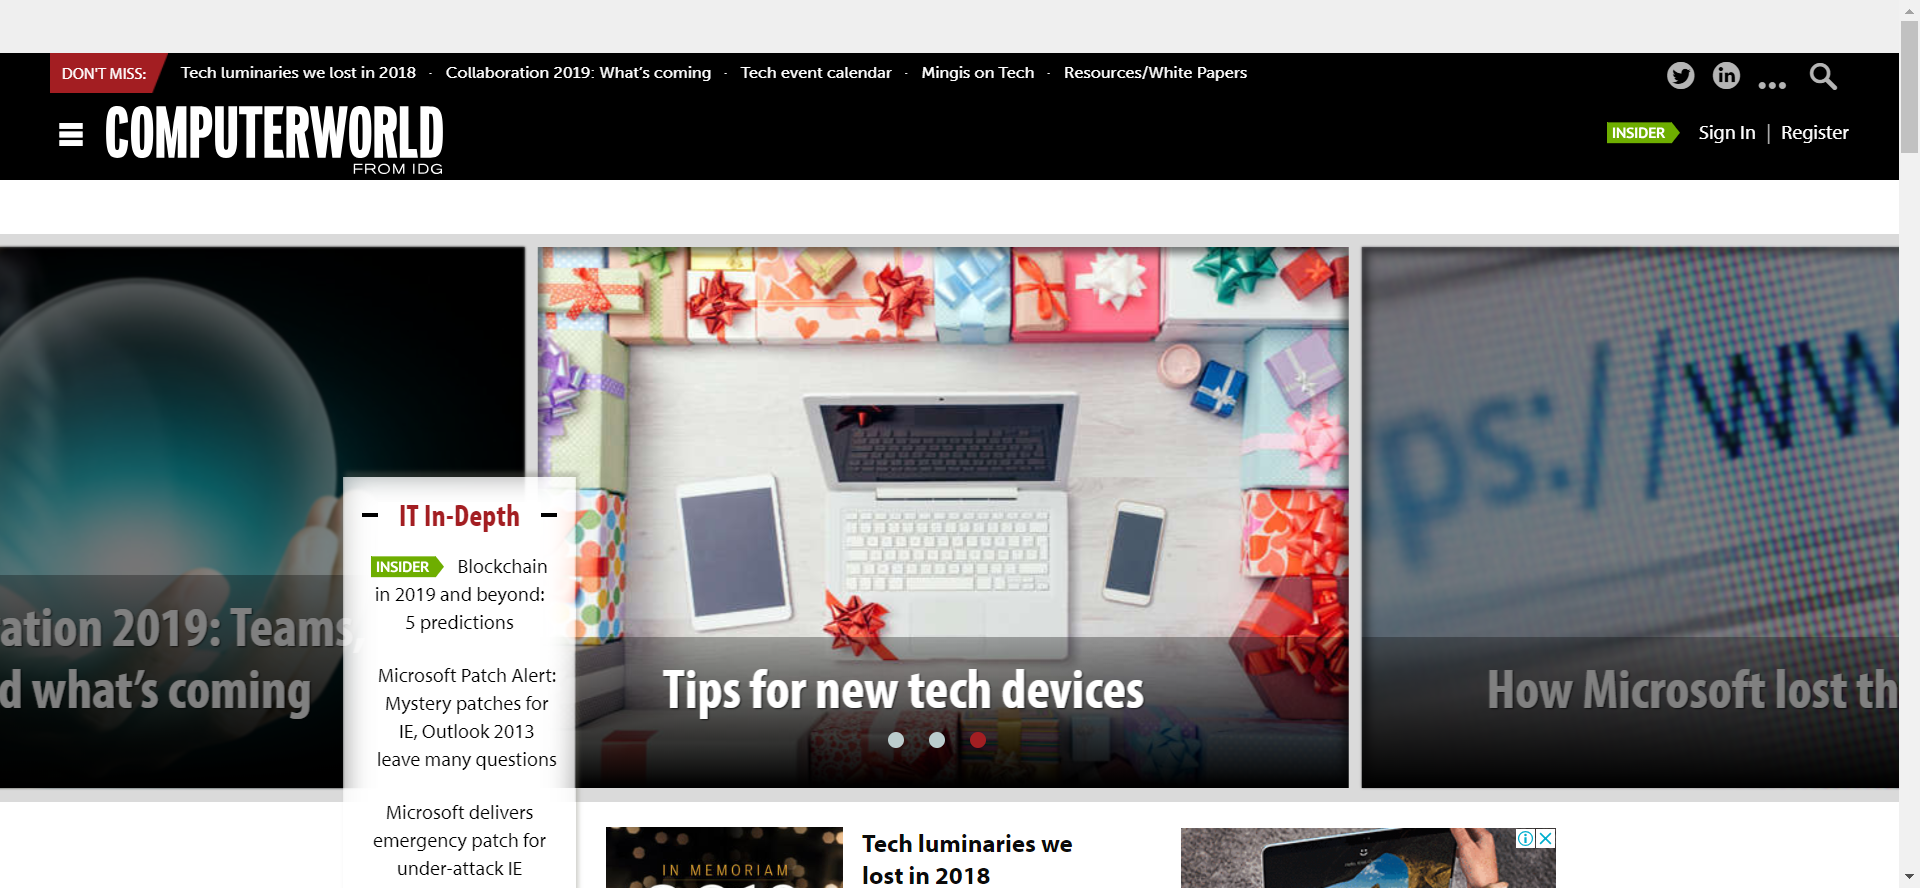 DON'T MISS: Tech luminaries we lost in 2018 · Collaboration 2019: What's coming · Tech event calendar · Mingis on Tech · Resources/White Papers
COMPUTERWORLD
FROM IDG
INSIDER Sign In | Register
ation 2019: Teams,
d what's coming
IT In-Depth
INSIDER Blockchain
in 2019 and beyond:
5 predictions
Microsoft Patch Alert:
Mystery patches for
IE, Outlook 2013
leave many questions
Microsoft delivers
emergency patch for
under-attack IE
Tips for new tech devices
ps://ww
How Microsoft lost th
IN MEMORIAM
Tech luminaries we
lost in 2018